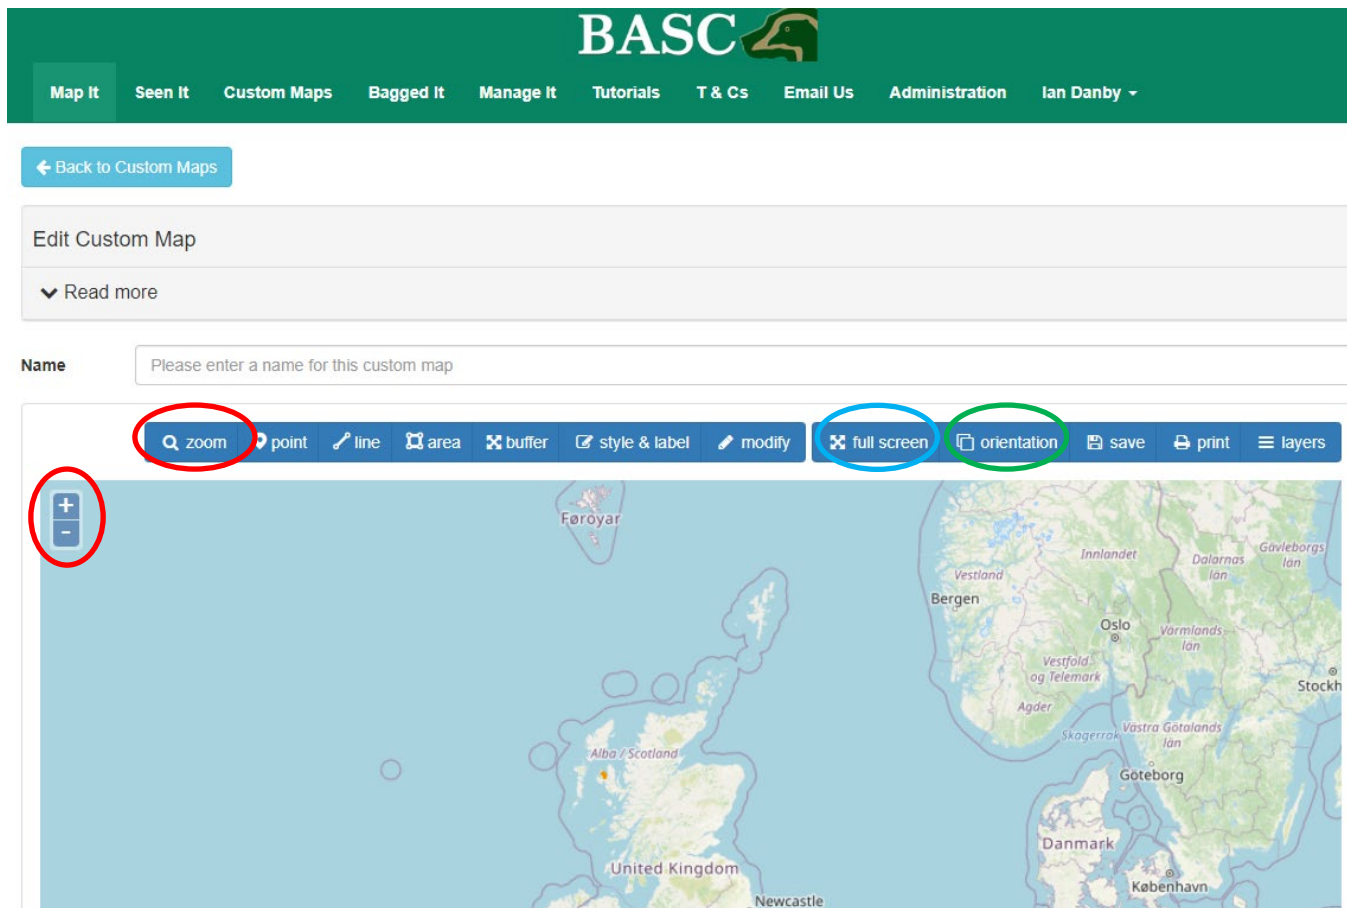 BASC
Map It Seen It Custom Maps Bagged It Manage It Tutorials T & Cs Email Us Administration Ian Danby
Back to Custom Maps
Edit Custom Map
Read more
Name Please enter a name for this custom map
zoom point line area buffer style & label modify full screen orientation save print layers
+
-
Føroyar
Innlandet
Dalarnas län
Gävleborgs län
Vestland
Bergen
Oslo
Värmlands län
Vestfold og Telemark
Stockh
Agder
Skagerrak
Västra Götalands län
Alba / Scotland
Göteborg
Danmark
United Kingdom
København
Newcastle